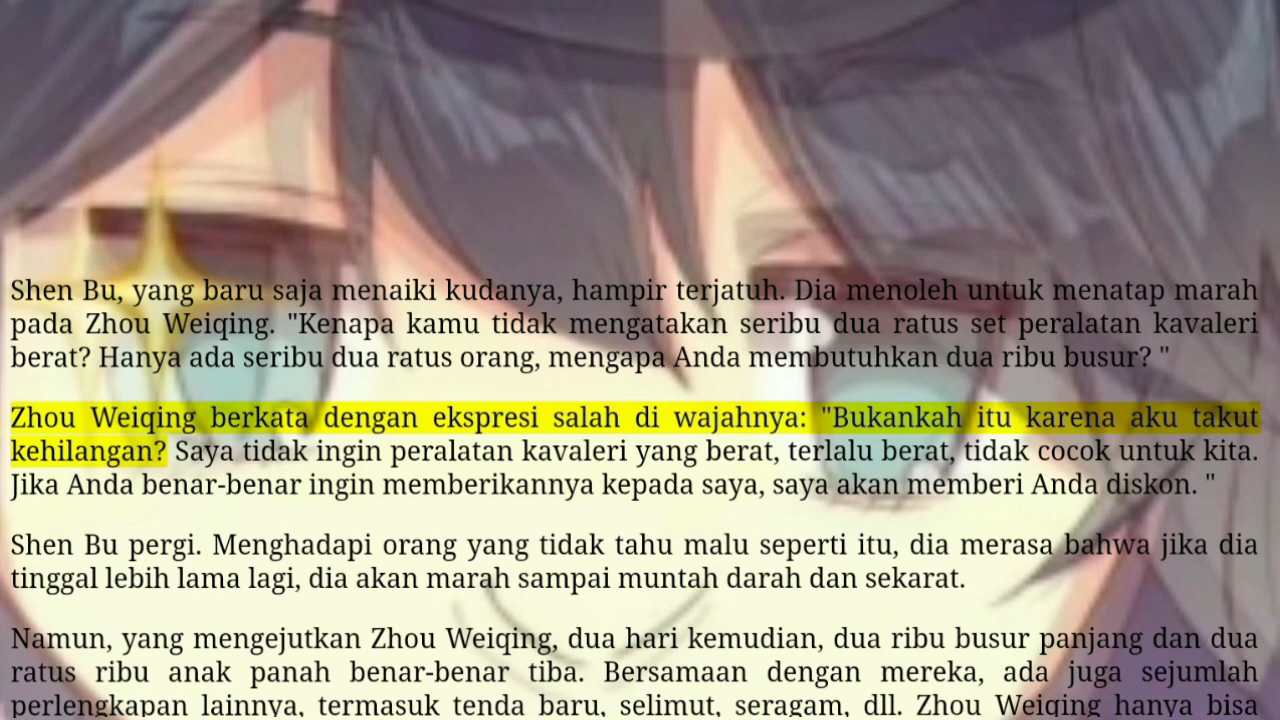 Shen Bu, yang baru saja menaiki kudanya, hampir terjatuh. Dia menoleh untuk menatap marah
pada Zhou Weiqing. "Kenapa kamu tidak mengatakan seribu dua ratus set peralatan kavaleri
berat? Hanya ada seribu dua ratus orang, mengapa Anda membutuhkan dua ribu busur? "
Zhou Weiqing berkata dengan ekspresi salah di wajahnya: "Bukankah itu karena aku takut
kehilangan? Saya tidak ingin peralatan kavaleri yang berat, terlalu berat, tidak cocok untuk kita.
Jika Anda benar-benar ingin memberikannya kepada saya, saya akan memberi Anda diskon. "
Shen Bu pergi. Menghadapi orang yang tidak tahu malu seperti itu, dia merasa bahwa jika dia
tinggal lebih lama lagi, dia akan marah sampai muntah darah dan sekarat.
Namun, yang mengejutkan Zhou Weiqing, dua hari kemudian, dua ribu busur panjang dan dua
ratus ribu anak panah benar-benar tiba. Bersamaan dengan mereka, ada juga sejumlah
perlengkapan lainnya, termasuk tenda baru, selimut, seragam, dll. Zhou Weiqing hanya bisa